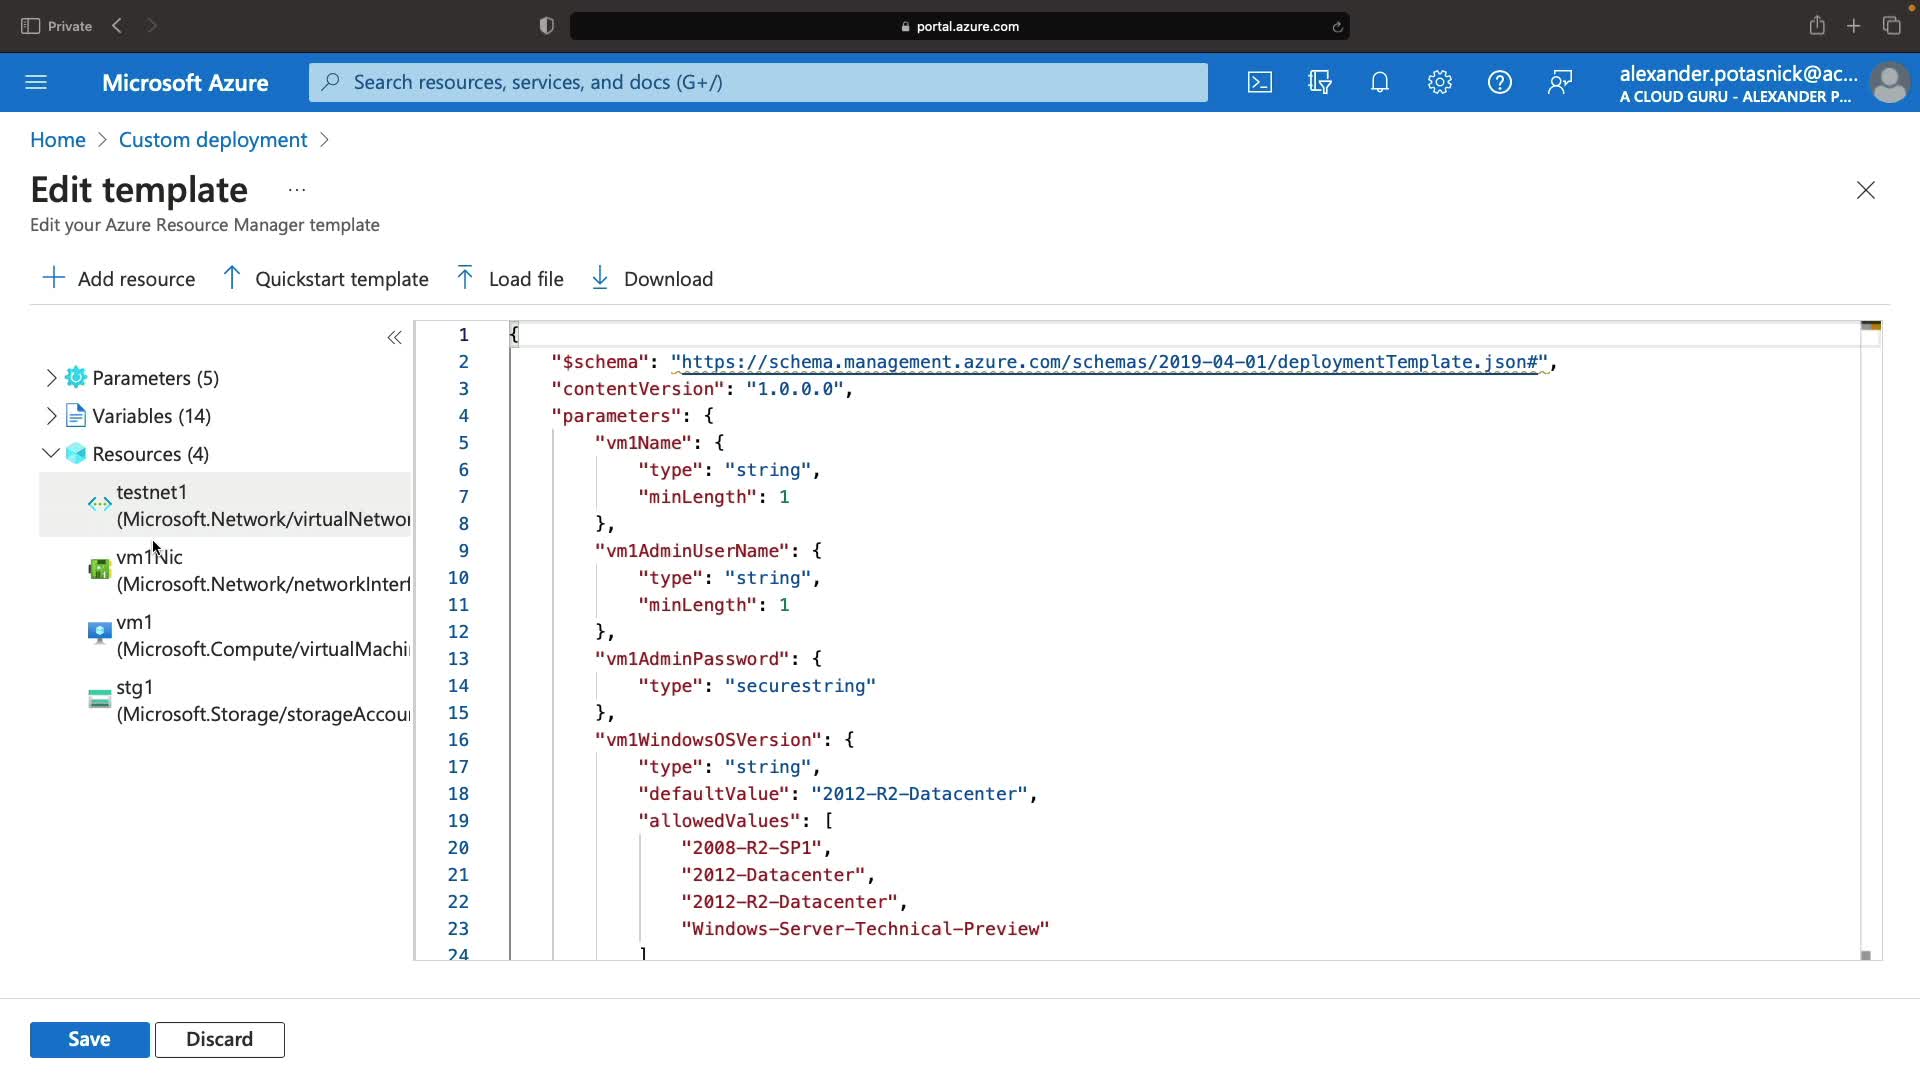 Private
portal.azure.com
Microsoft Azure
Search resources, services, and docs (G+/)
alexander.potasnick@ac...
A CLOUD GURU - ALEXANDER P...
Home > Custom deployment >
Edit template ...
Edit your Azure Resource Manager template
Add resource
Quickstart template
Load file
Download
Parameters (5)
Variables (14)
Resources (4)
testnet1
(Microsoft.Network/virtualNetwor
vm1Nic
(Microsoft.Network/networkInterf
vm1
(Microsoft.Compute/virtualMachi
stg1
(Microsoft.Storage/storageAccou
1 {
2 "$schema": "https://schema.management.azure.com/schemas/2019-04-01/deploymentTemplate.json#",
3 "contentVersion": "1.0.0.0",
4 "parameters": {
5 "vm1Name": {
6 "type": "string",
7 "minLength": 1
8 },
9 "vm1AdminUserName": {
10 "type": "string",
11 "minLength": 1
12 },
13 "vm1AdminPassword": {
14 "type": "securestring"
15 },
16 "vm1WindowsOSVersion": {
17 "type": "string",
18 "defaultValue": "2012-R2-Datacenter",
19 "allowedValues": [
20 "2008-R2-SP1",
21 "2012-Datacenter",
22 "2012-R2-Datacenter",
23 "Windows-Server-Technical-Preview"
24 ]
Save
Discard